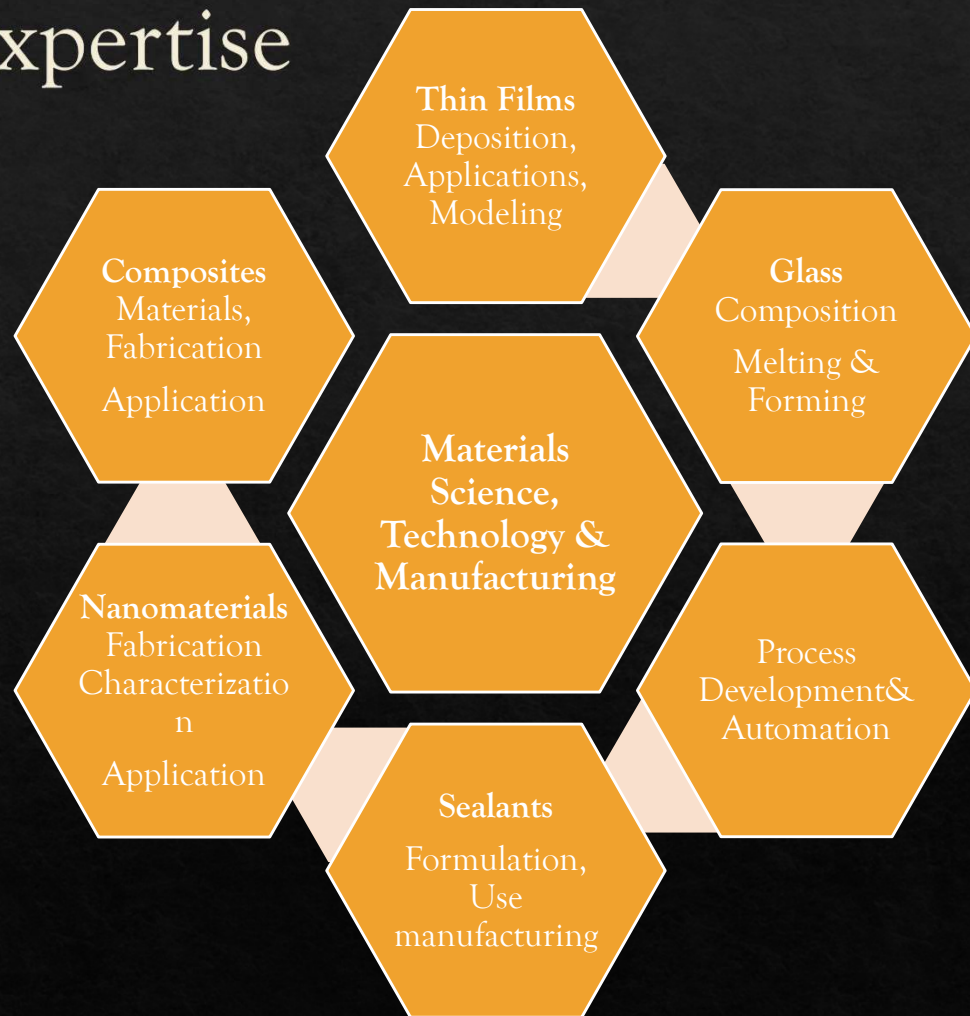 xpertise
Thin Films
Deposition,
Applications,
Modeling
Glass
Composition
Melting &
Forming
Process
Development&
Automation
Sealants
Formulation,
Use
manufacturing
Nanomaterials
Fabrication
Characterizatio
n
Application
Composites
Materials,
Fabrication
Application
Materials
Science,
Technology &
Manufacturing